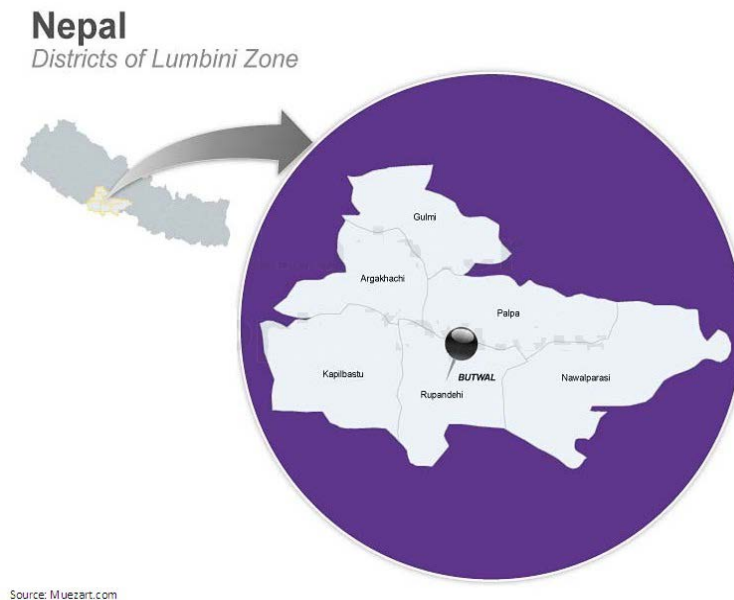 Nepal
Districts of Lumbini Zone
Gulmi
Argakhachi
Palpa
Kapilbastu
BUTWAL
Nawalparasi
Rupandehi
Source: Muezart.com